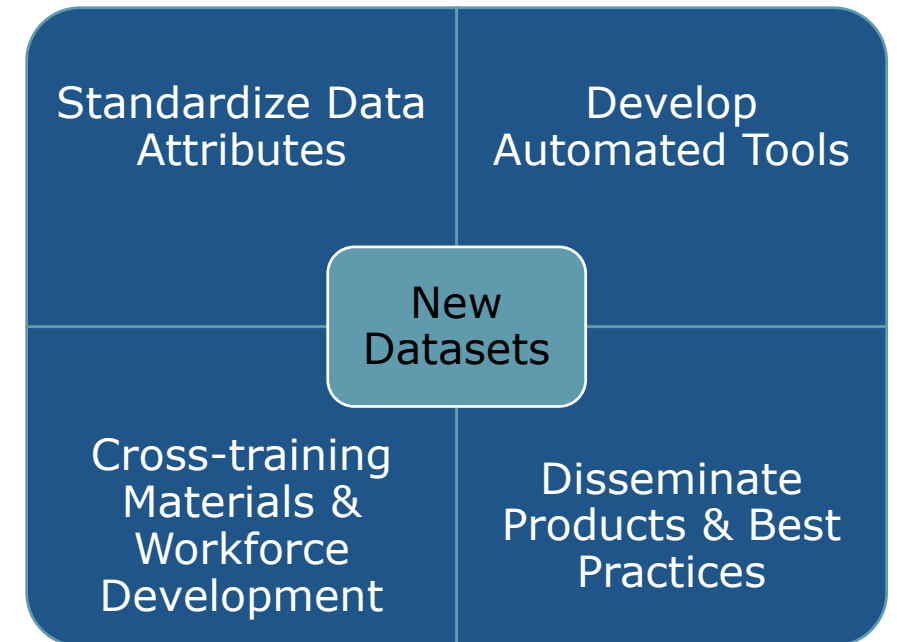 Standardize Data
Attributes
Develop
Automated Tools
New
Datasets
Cross-training
Materials &
Workforce
Development
Disseminate
Products & Best
Practices